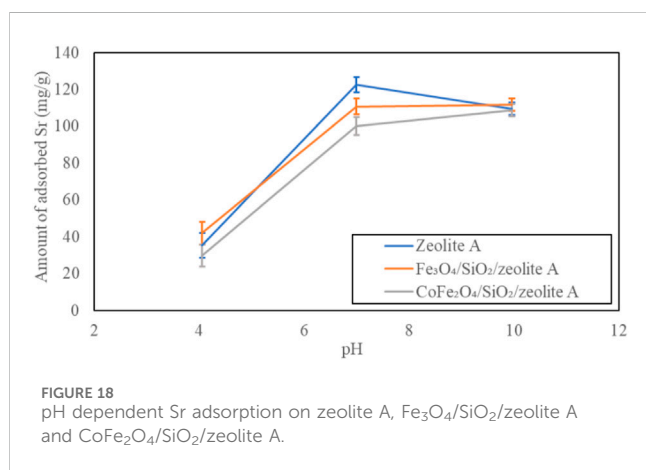 140
120
100
80
60
40
20
0
Amount of adsorbed Sr (mg/g)
2
4
6
8
10
12
pH
Zeolite A
Fe₃O₄/SiO₂/zeolite A
CoFe₂O₄/SiO₂/zeolite A
FIGURE 18
pH dependent Sr adsorption on zeolite A, Fe₃O₄/SiO₂/zeolite A
and CoFe₂O₄/SiO₂/zeolite A.